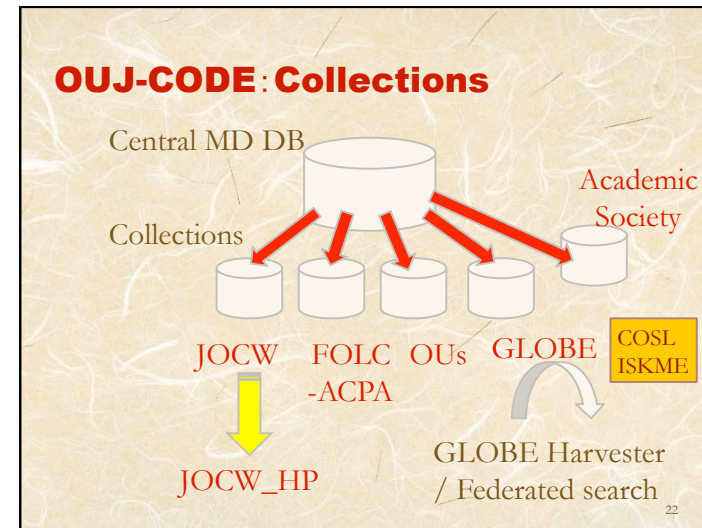 OUJ-CODE:Collections
Central MD DB
Academic
Society
Collections
JOCW
FOLC
-ACPA
OUs
GLOBE
COSL
ISKME
JOCW_HP
GLOBE Harvester
/ Federated search
22